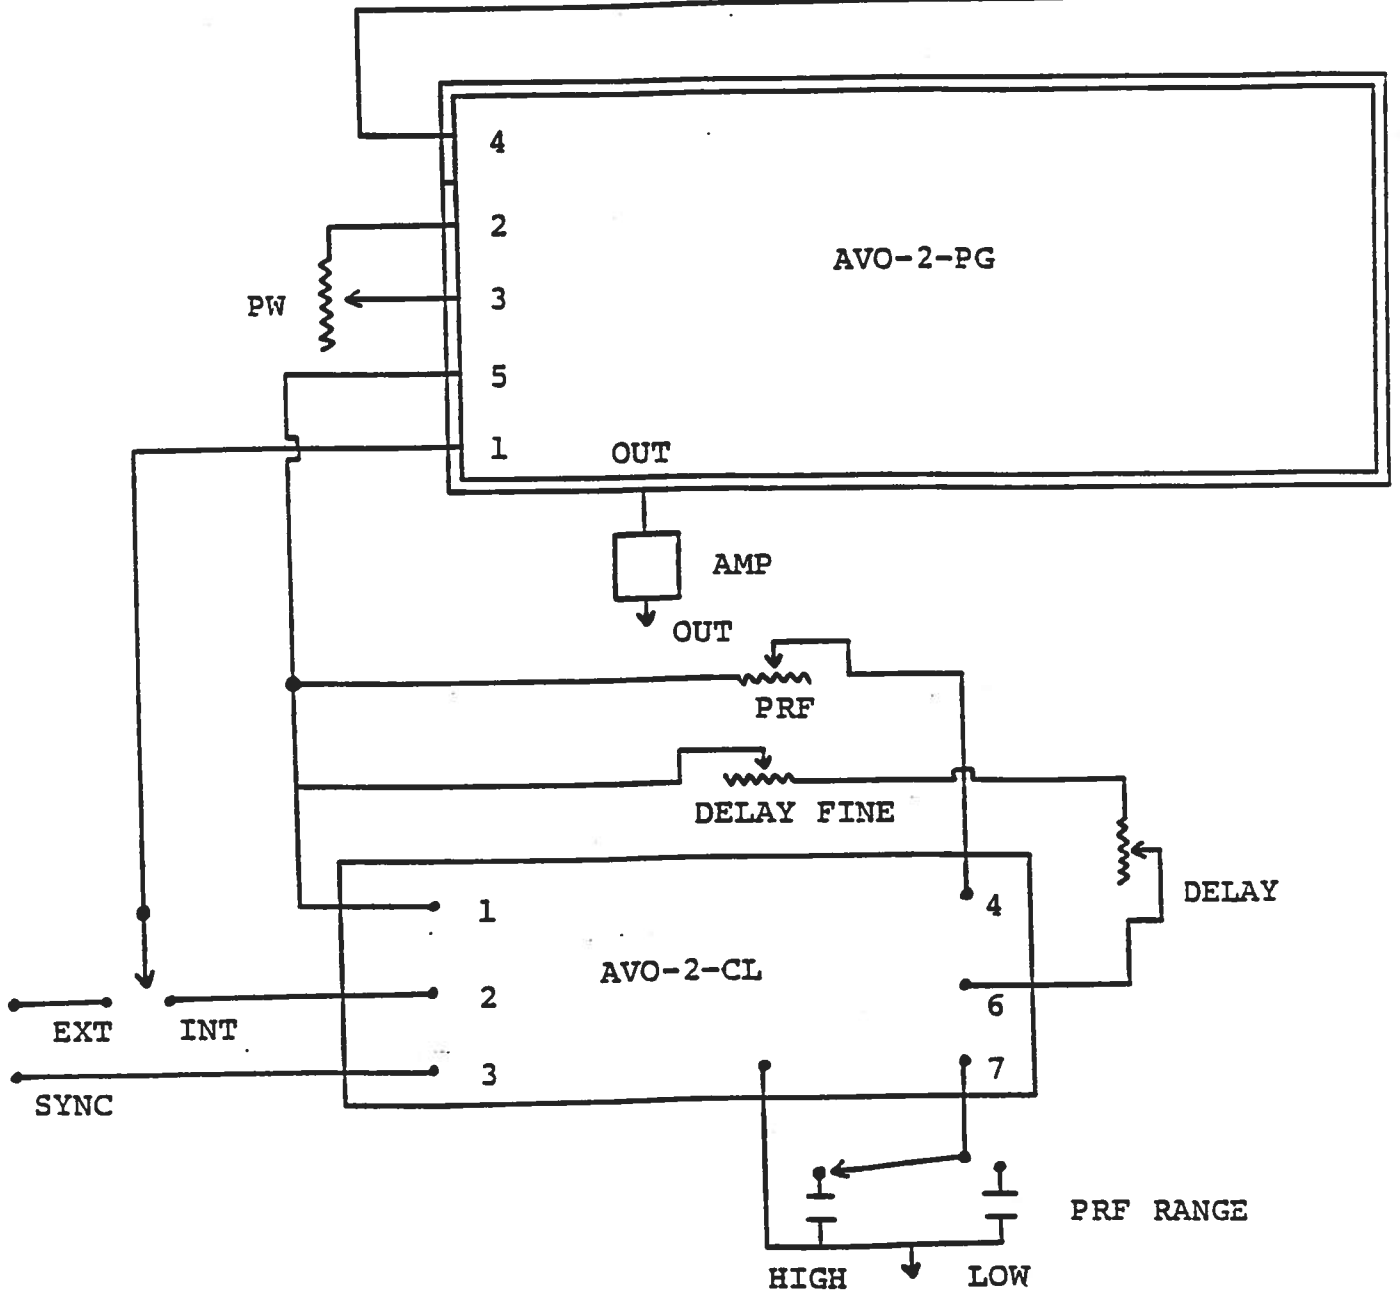 4
2
AVO-2-PG
PW
3
5
1
OUT
AMP
OUT
PRF
DELAY FINE
DELAY
1
4
AVO-2-CL
2
6
EXT
INT
3
7
SYNC
PRF RANGE
HIGH
LOW